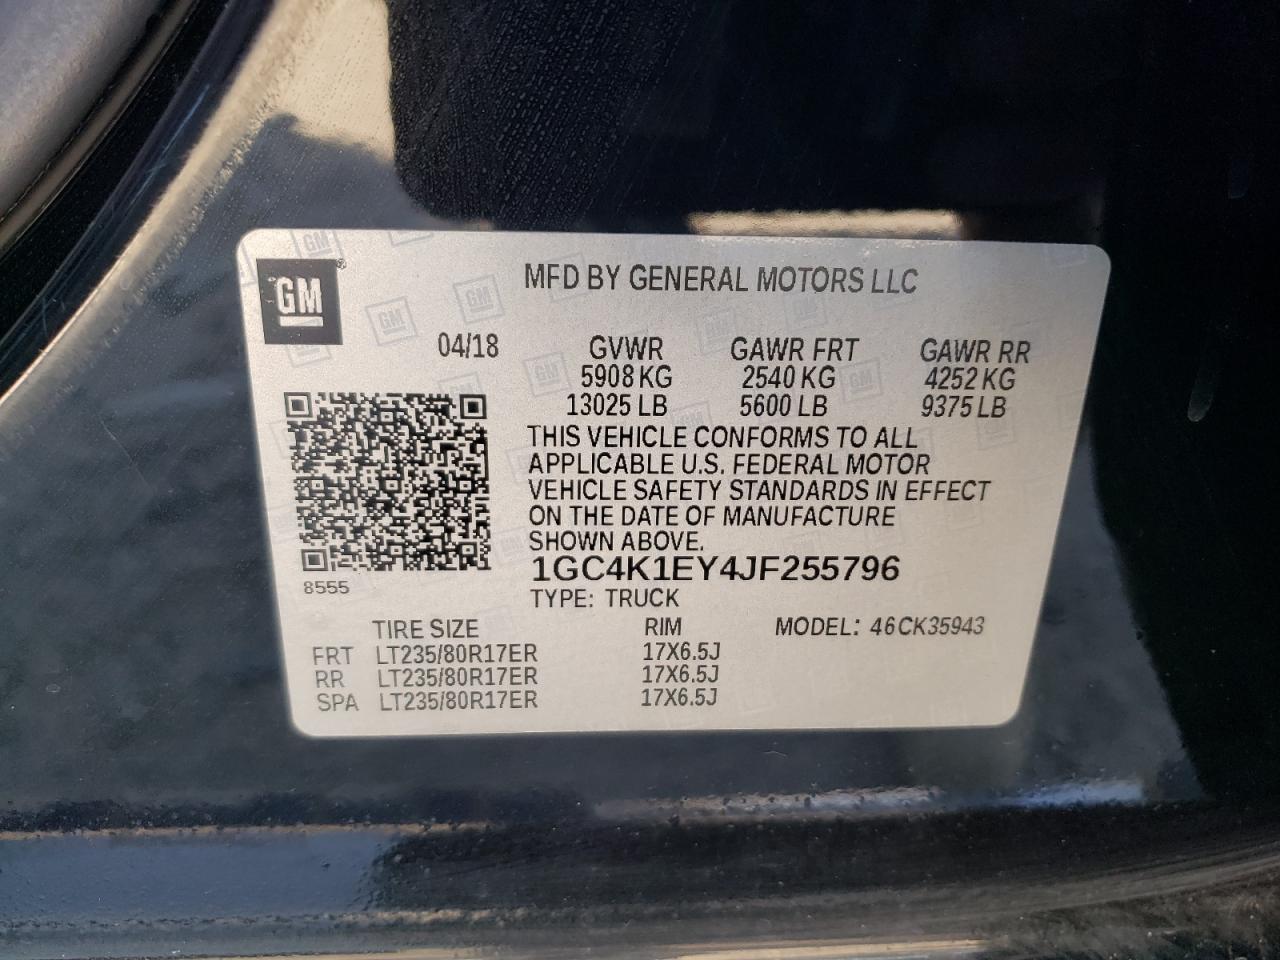 GM
MFD BY GENERAL MOTORS LLC
04/18 GVWR GAWR FRT GAWR RR
5908 KG 2540 KG 4252 KG
13025 LB 5600 LB 9375 LB
THIS VEHICLE CONFORMS TO ALL
APPLICABLE U.S. FEDERAL MOTOR
VEHICLE SAFETY STANDARDS IN EFFECT
ON THE DATE OF MANUFACTURE
SHOWN ABOVE.
1GC4K1EY4JF255796
8555
TYPE: TRUCK
TIRE SIZE RIM MODEL: 46CK35943
FRT LT235/80R17ER 17X6.5J
RR LT235/80R17ER 17X6.5J
SPA LT235/80R17ER 17X6.5J